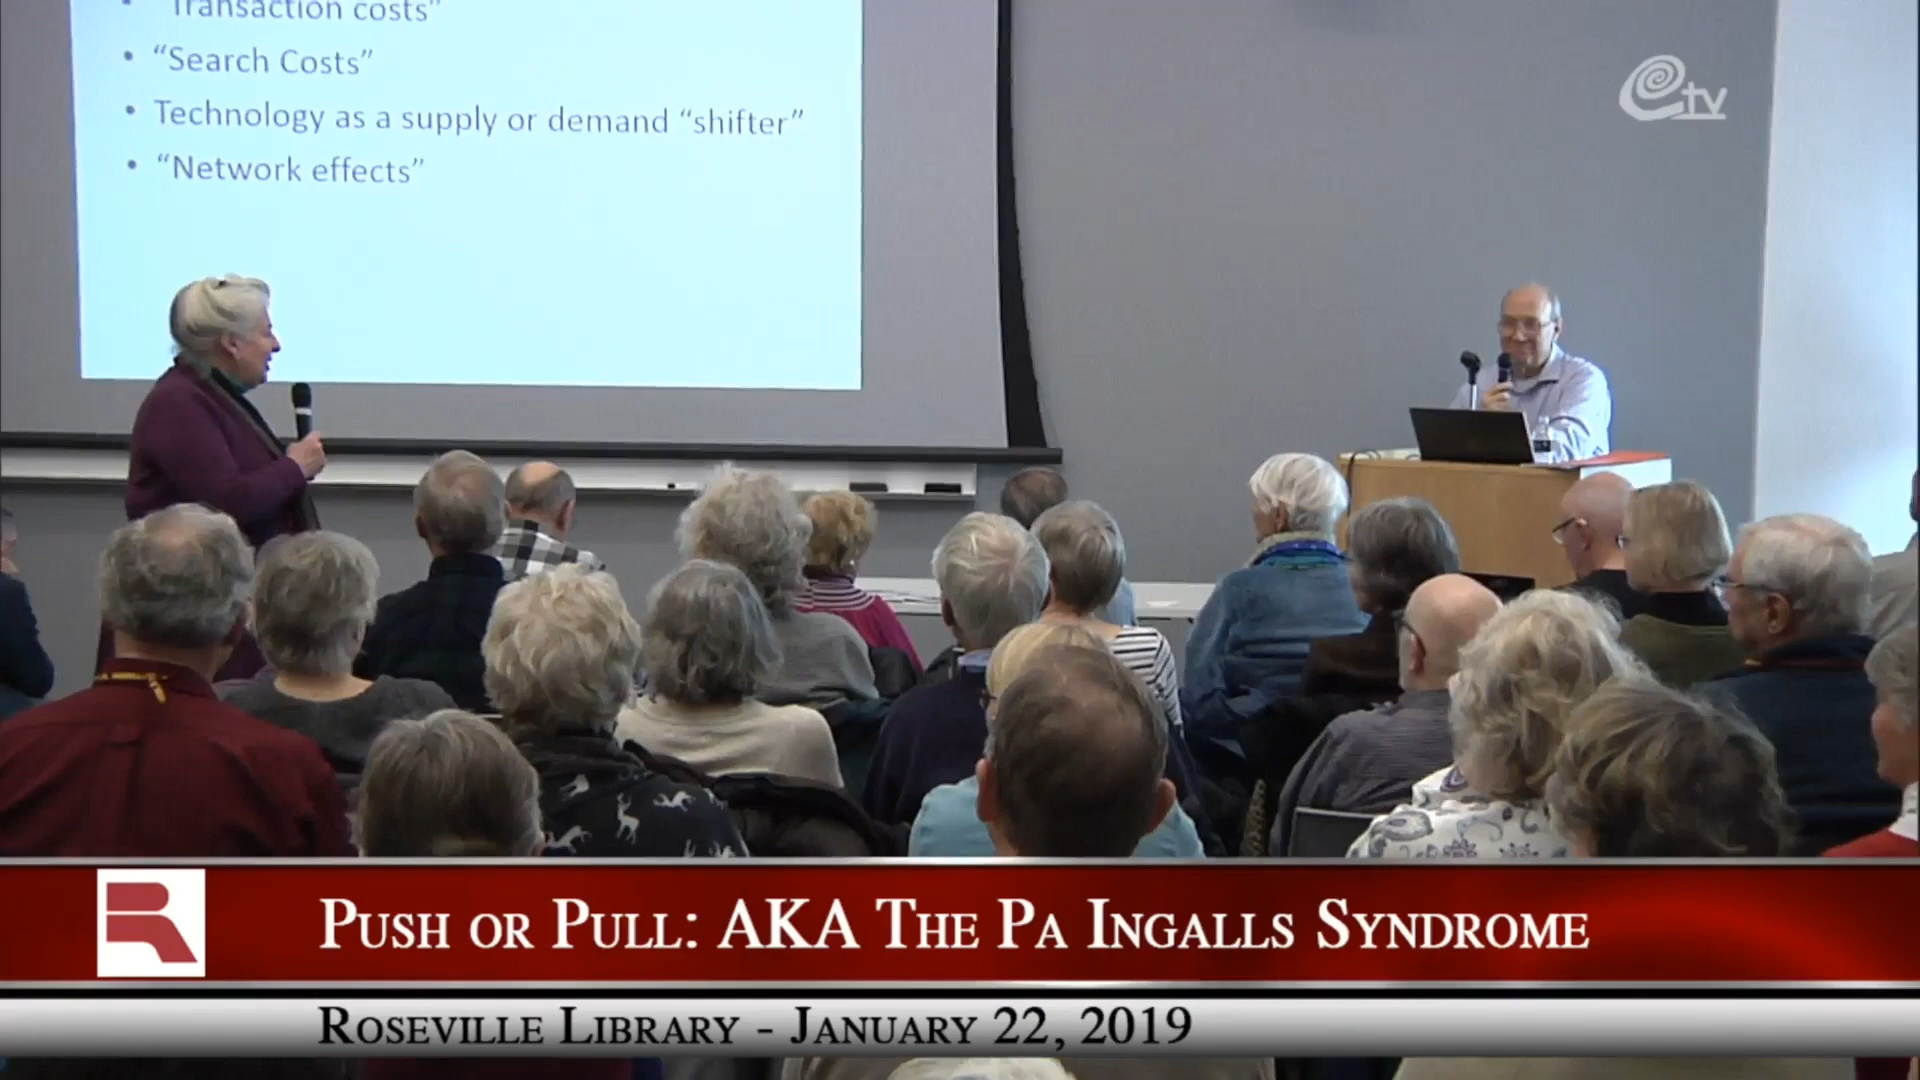 • "Transaction costs"
• "Search Costs"
• Technology as a supply or demand "shifter"
• "Network effects"
etv
R
PUSH OR PULL: AKA THE PA INGALLS SYNDROME
ROSEVILLE LIBRARY - JANUARY 22, 2019